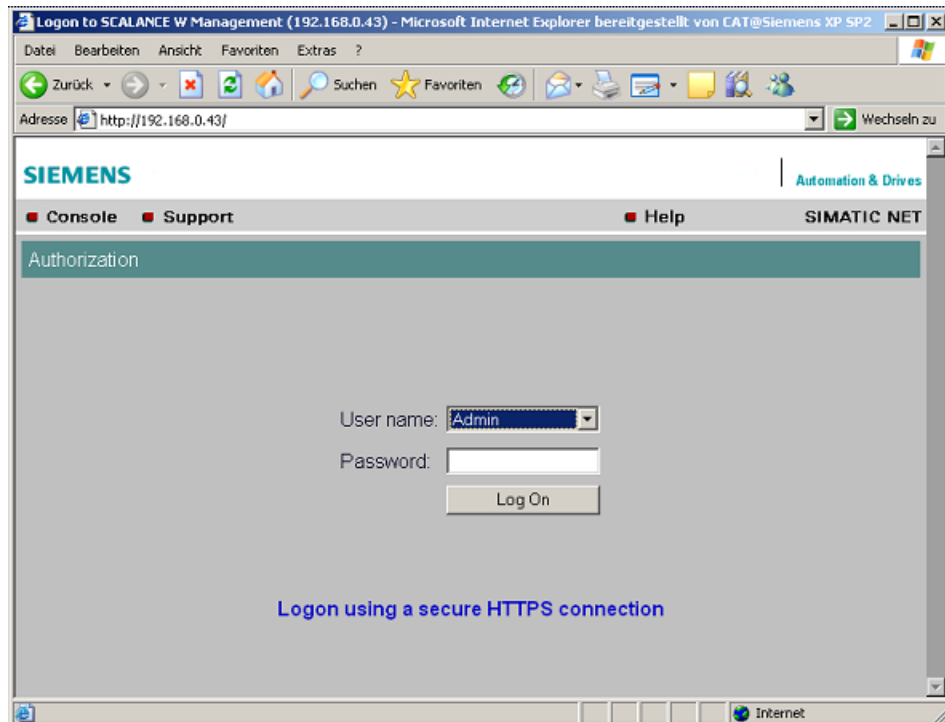 Logon to SCALANCE W Management (192.168.0.43) - Microsoft Internet Explorer bereitgestellt von CAT@Siemens XP SP2
Datei Bearbeiten Ansicht Favoriten Extras ?
Zurück Suchen Favoriten
Adresse http://192.168.0.43/ Wechseln zu
SIEMENS
Automation & Drives
Console Support Help SIMATIC NET
Authorization
User name: Admin
Password:
Log On
Logon using a secure HTTPS connection
Internet